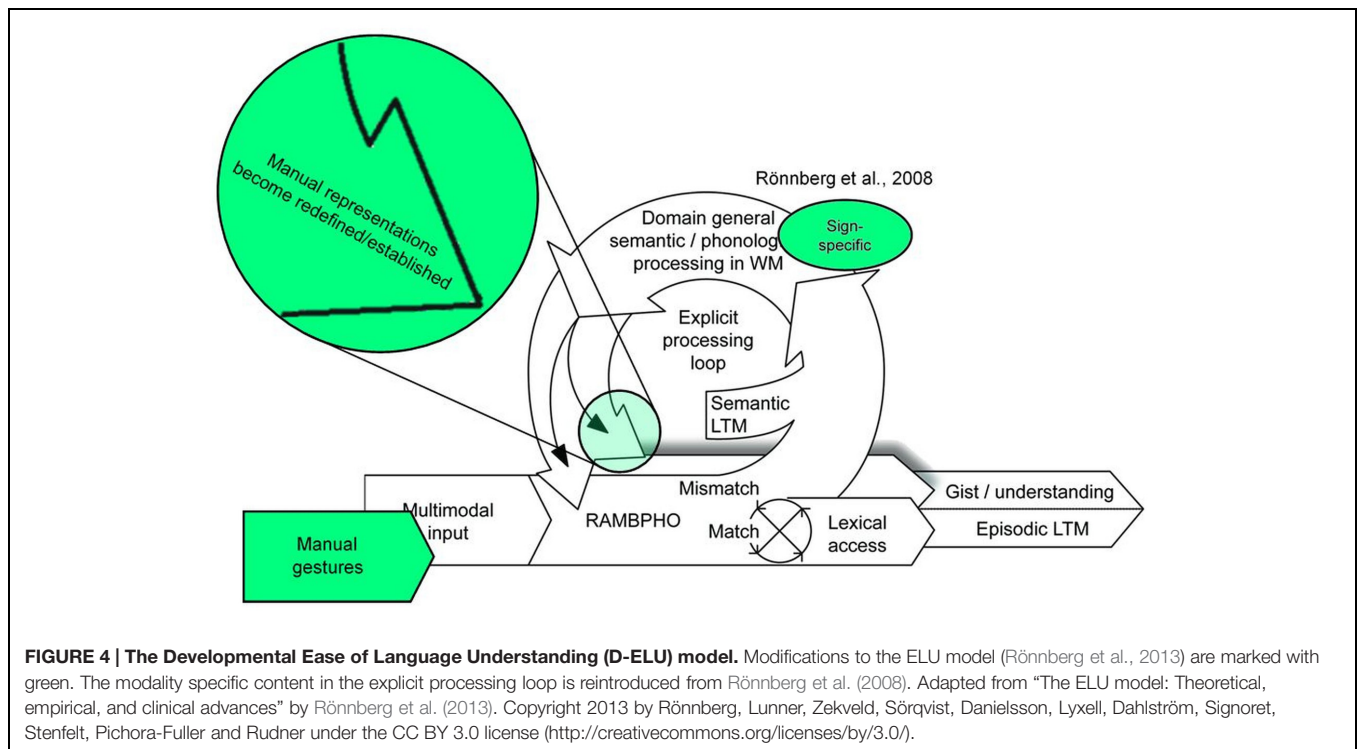 Manual representations
become redefined/established
Rönnberg et al., 2008
Domain general
semantic / phonolog
processing in WM
Sign-
specific
Explicit
processing
loop
Semantic
LTM
Mismatch
Gist / understanding
Multimodal
input
RAMBPHO
Match
Lexical
access
Episodic LTM
Manual
gestures
FIGURE 4 | The Developmental Ease of Language Understanding (D-ELU) model. Modifications to the ELU model (Rönnberg et al., 2013) are marked with
green. The modality specific content in the explicit processing loop is reintroduced from Rönnberg et al. (2008). Adapted from “The ELU model: Theoretical,
empirical, and clinical advances” by Rönnberg et al. (2013). Copyright 2013 by Rönnberg, Lunner, Zekveld, Sörqvist, Danielsson, Lyxell, Dahlström, Signoret,
Stenfelt, Pichora-Fuller and Rudner under the CC BY 3.0 license (http://creativecommons.org/licenses/by/3.0/).